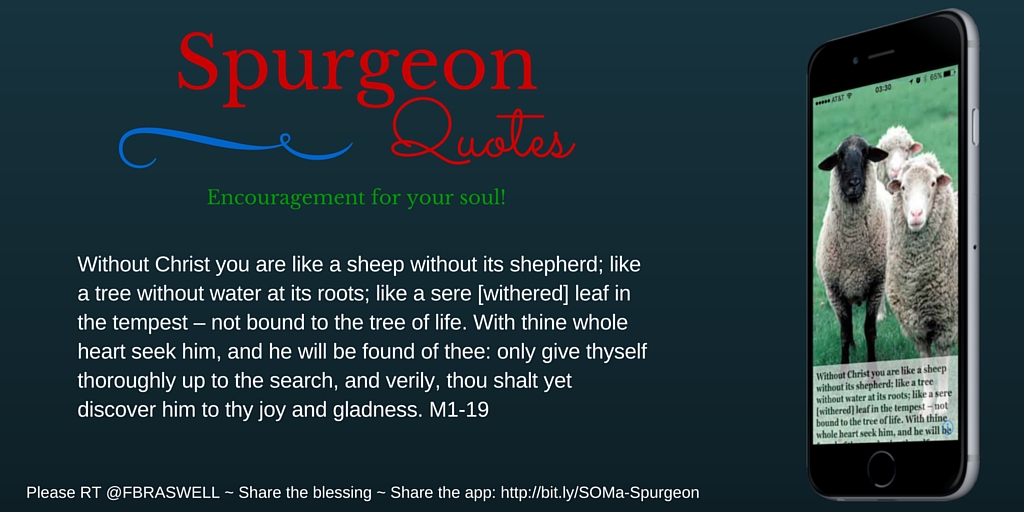 Spurgeon
Quotes
Encouragement for your soul!
Without Christ you are like a sheep without its shepherd; like
a tree without water at its roots; like a sere [withered] leaf in
the tempest – not bound to the tree of life. With thine whole
heart seek him, and he will be found of thee: only give thyself
thoroughly up to the search, and verily, thou shalt yet
discover him to thy joy and gladness. M1-19
Please RT @FBRASWELL ~ Share the blessing ~ Share the app: http://bit.ly/SOMa-Spurgeon
AT&T 03:30 65%
Without Christ you are like a sheep
without its shepherd; like a tree
without water at its roots; like a sere
[withered] leaf in the tempest – not
bound to the tree of life. With thine
whole heart seek him, and he will be